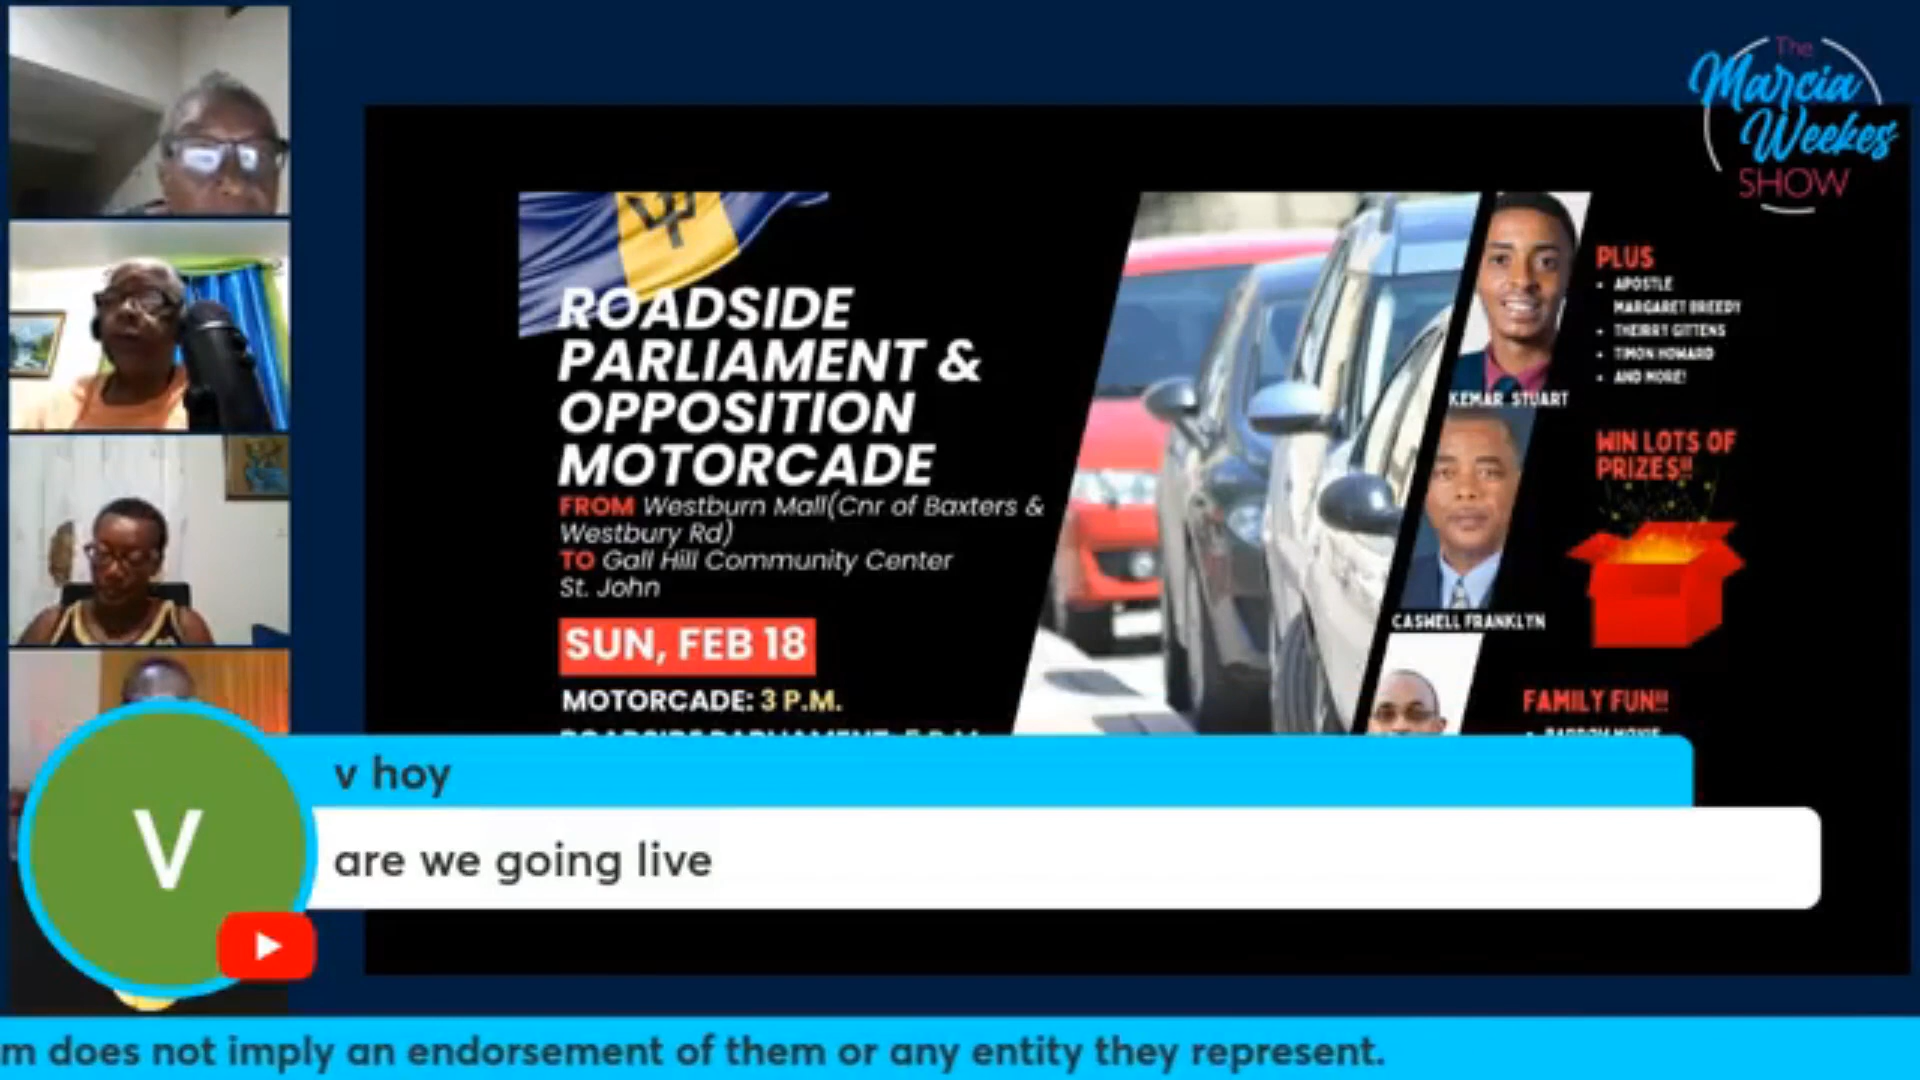 The
Marcia
Weekes
SHOW
ROADSIDE
PARLIAMENT &
OPPOSITION
MOTORCADE
FROM Westburn Mall(Cnr of Baxters &
Westbury Rd)
TO Gall Hill Community Center
St. John
SUN, FEB 18
MOTORCADE: 3 P.M.
KEMAR STUART
CASWELL FRANKLYN
PLUS
• APOSTLE
MARGARET BREEDY
• THEIRRY GITTENS
• TIMON HOWARD
• AND MORE!
WIN LOTS OF
PRIZES!!
FAMILY FUN!!
v hoy
V
are we going live
m does not imply an endorsement of them or any entity they represent.